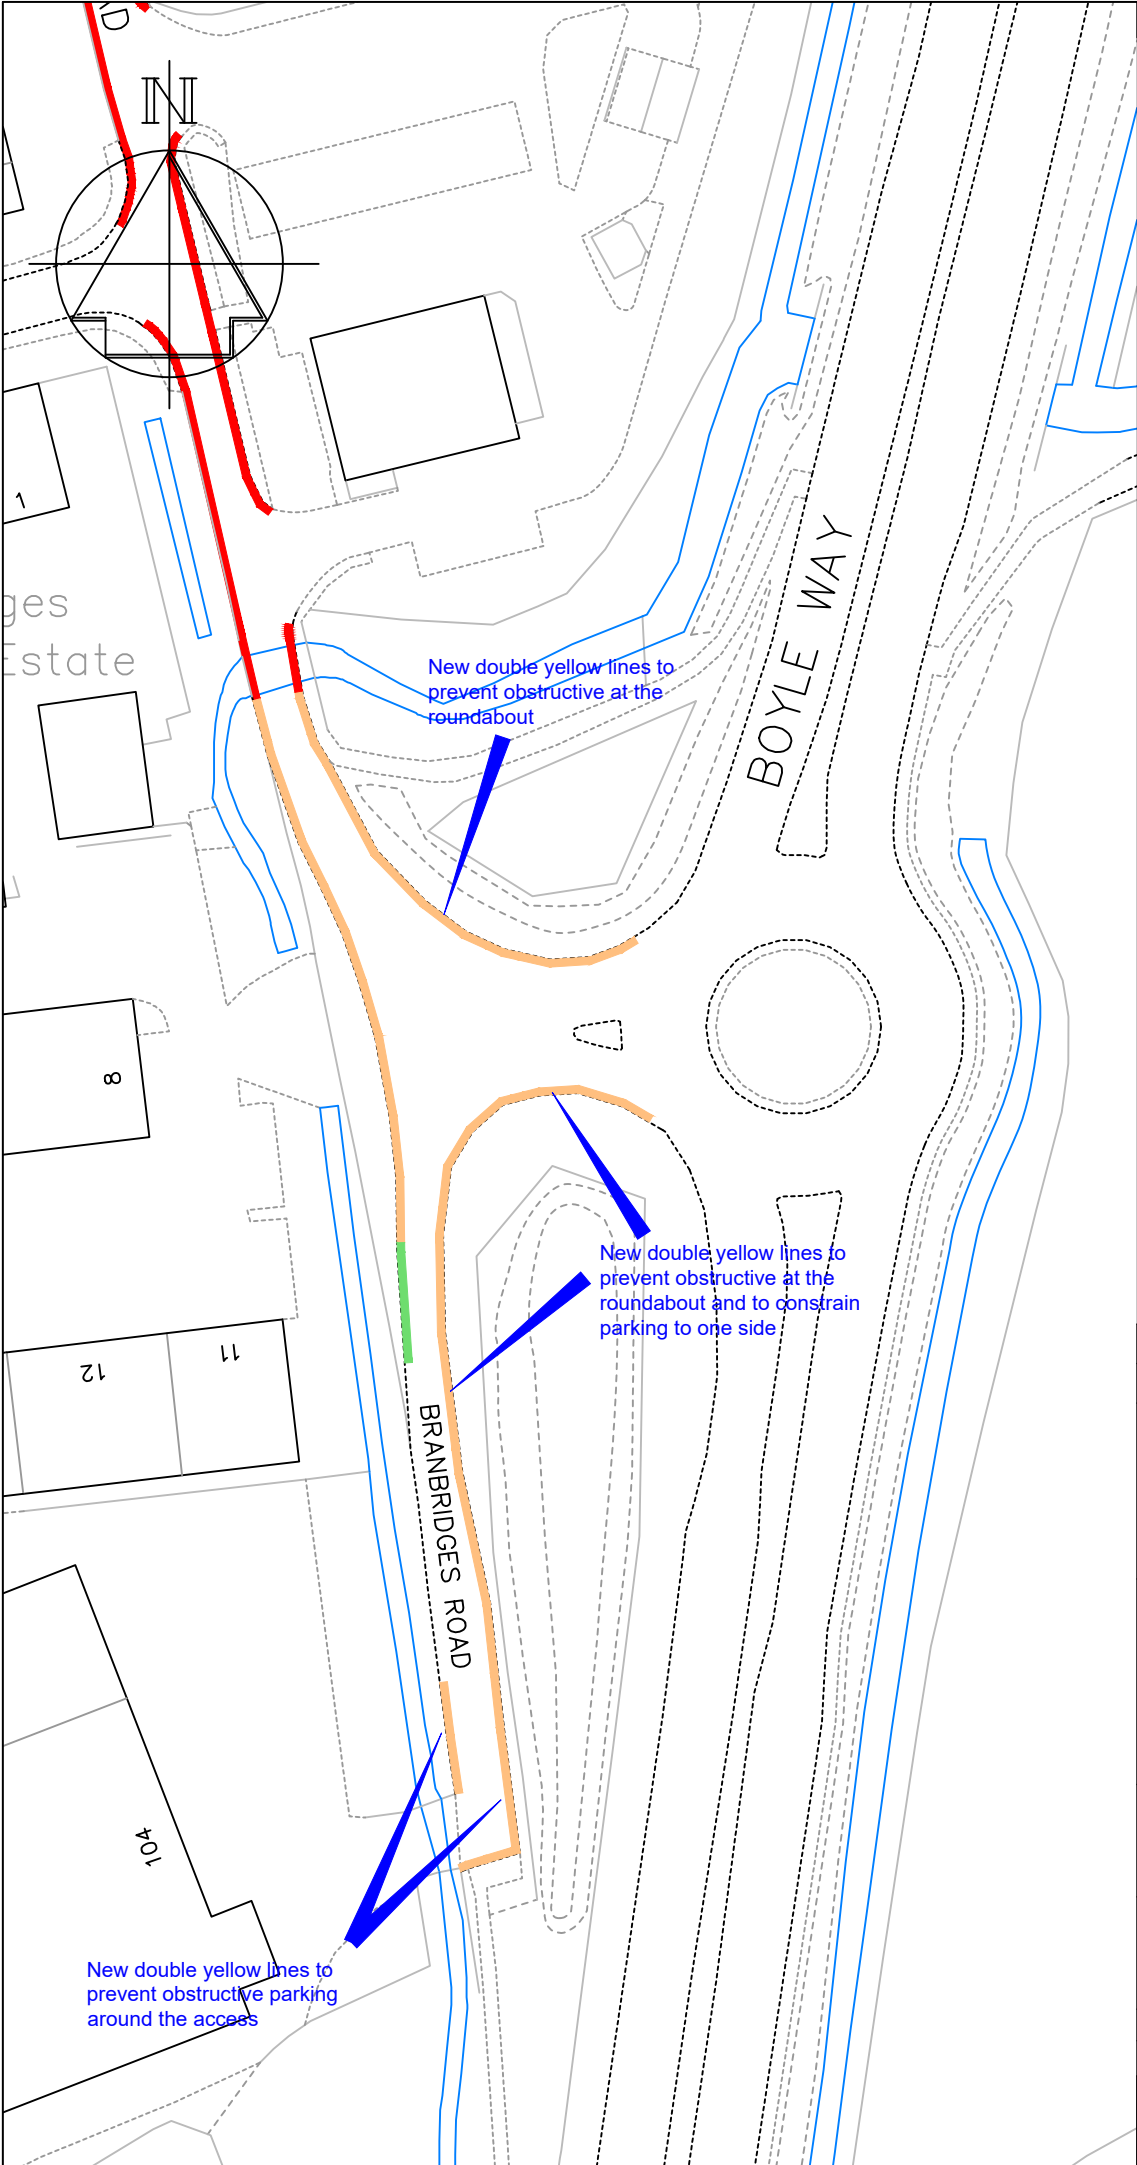 D
N
1
ges
Estate
BOYLE WAY
New double yellow lines to
prevent obstructive at the
roundabout
8
New double yellow lines to
prevent obstructive at the
roundabout and to constrain
parking to one side
12
11
BRANBRIDGES ROAD
104
New double yellow lines to
prevent obstructive parking
around the access